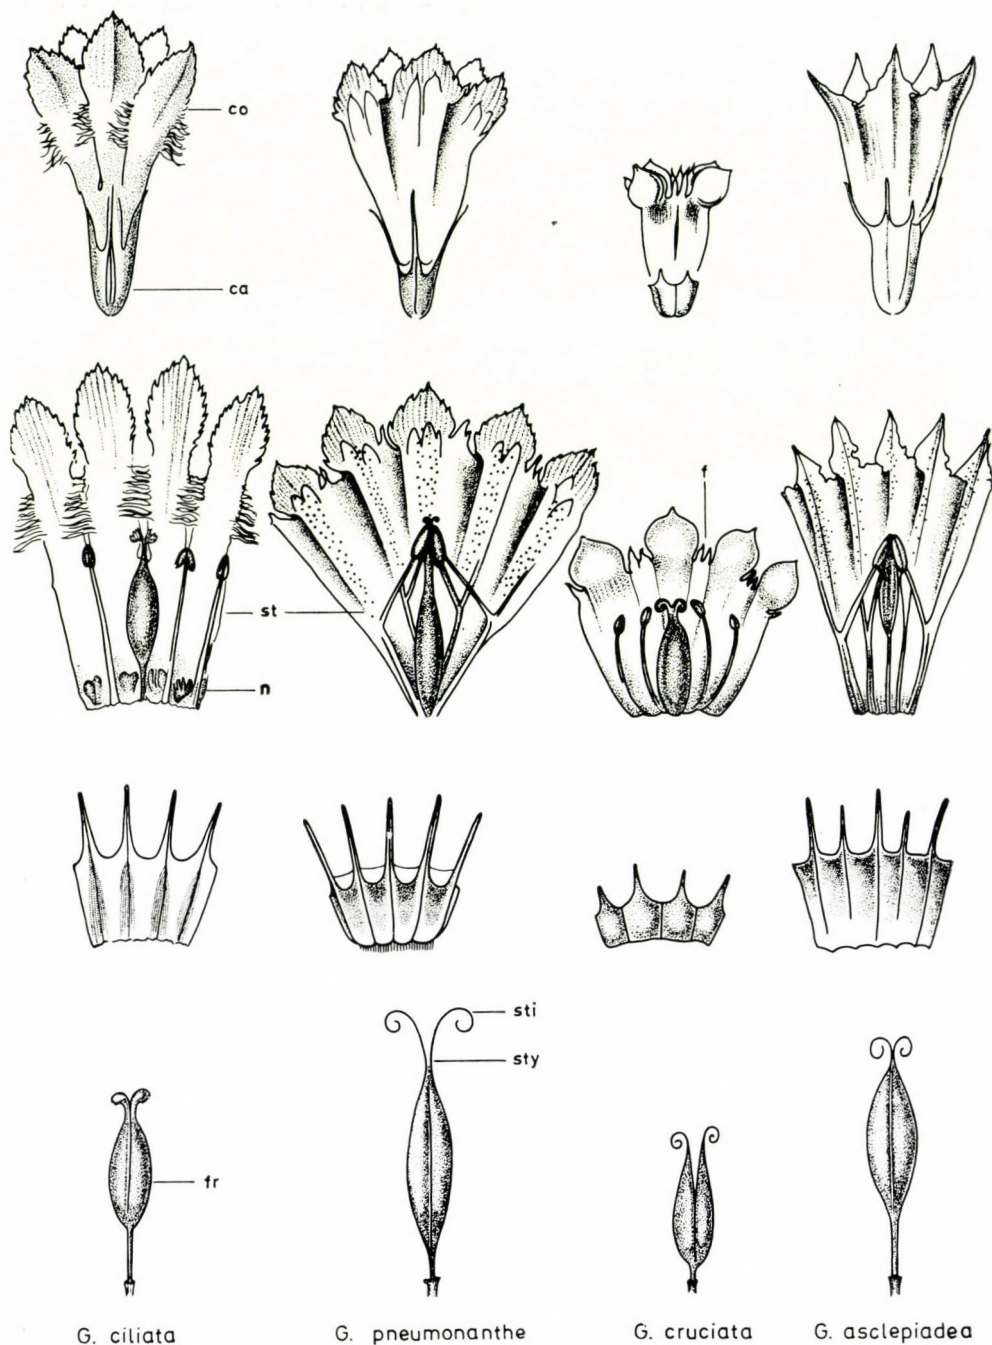 co
ca
f
st
n
sti
sty
fr
G. ciliata
G. pneumonanthe
G. cruciata
G. asclepiadea